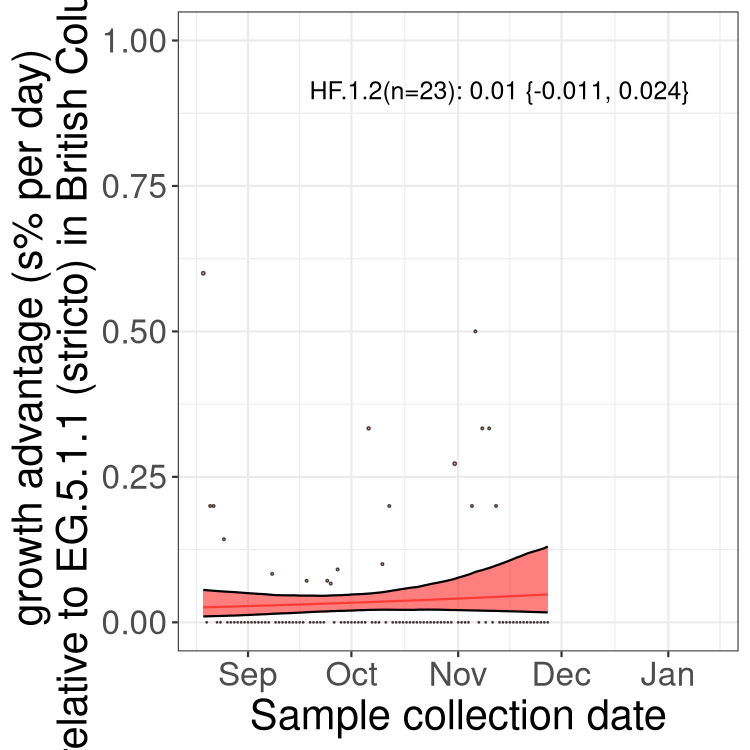 growth advantage (s% per day)
relative to EG.5.1.1 (stricto) in British
1.00
0.75
0.50
0.25
0.00
HF.1.2(n=23): 0.01 {-0.011, 0.024}
Sep Oct Nov Dec Jan
Sample collection date